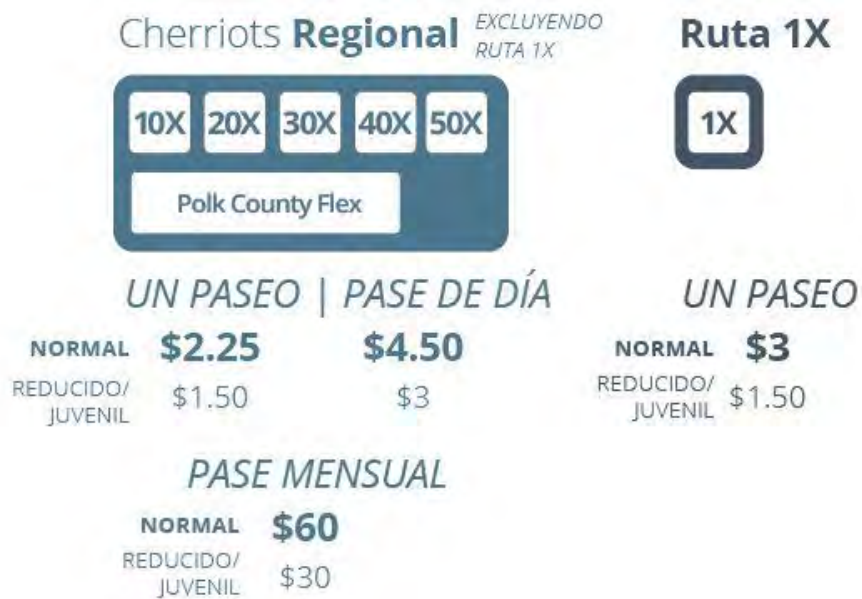 Cherriots Regional EXCLUYENDO
RUTA 1X
Ruta 1X
10X 20X 30X 40X 50X
1X
Polk County Flex
UN PASEO | PASE DE DÍA
UN PASEO
NORMAL $2.25 $4.50
NORMAL $3
REDUCIDO/
JUVENIL $1.50 $3
REDUCIDO/
JUVENIL $1.50
PASE MENSUAL
NORMAL $60
REDUCIDO/
JUVENIL $30